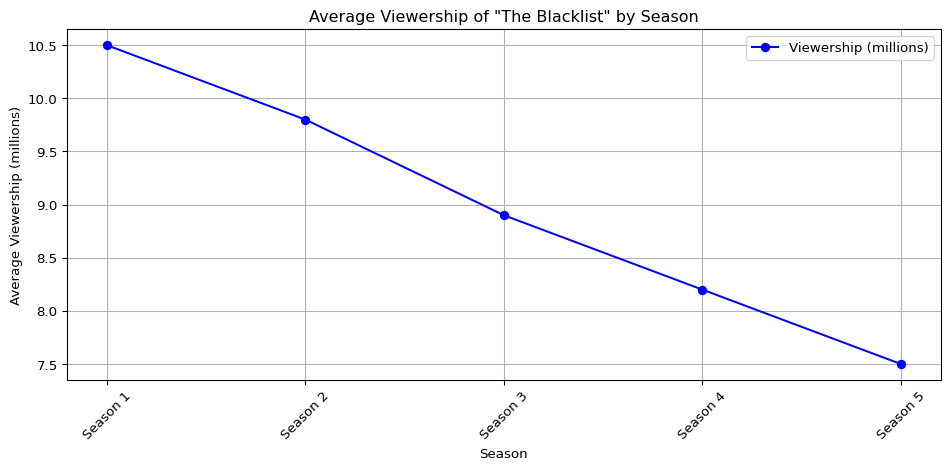 Average Viewership of "The Blacklist" by Season
Viewership (millions)
Average Viewership (millions)
10.5
10.0
9.5
9.0
8.5
8.0
7.5
Season 1
Season 2
Season 3
Season 4
Season 5
Season